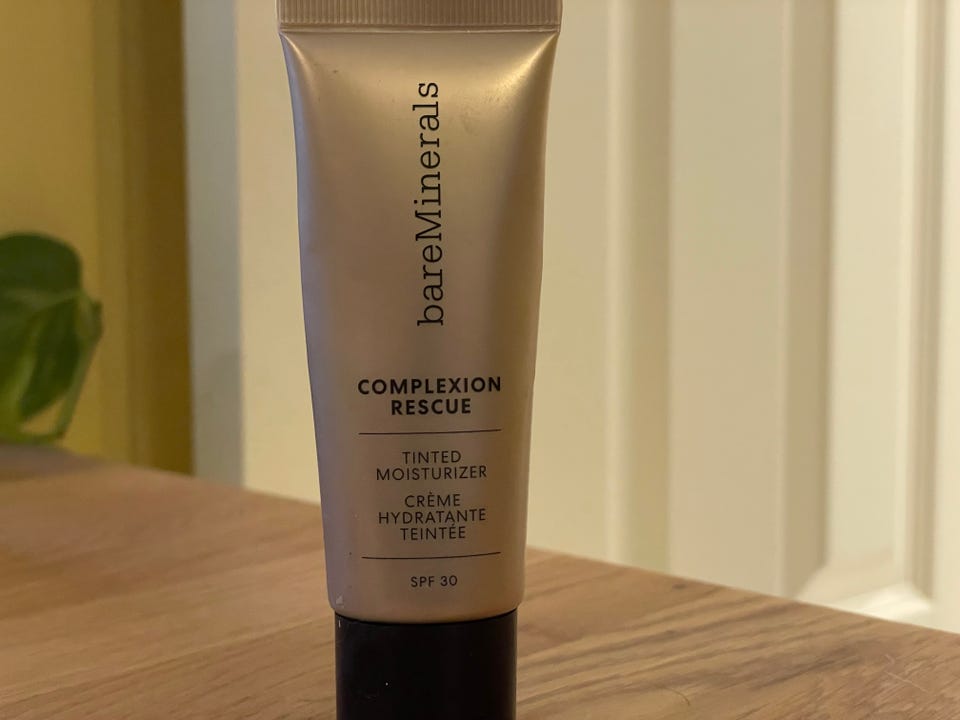 bareMinerals
COMPLEXION
RESCUE
TINTED
MOISTURIZER
CRÈME
HYDRATANTE
TEINTÉE
SPF 30